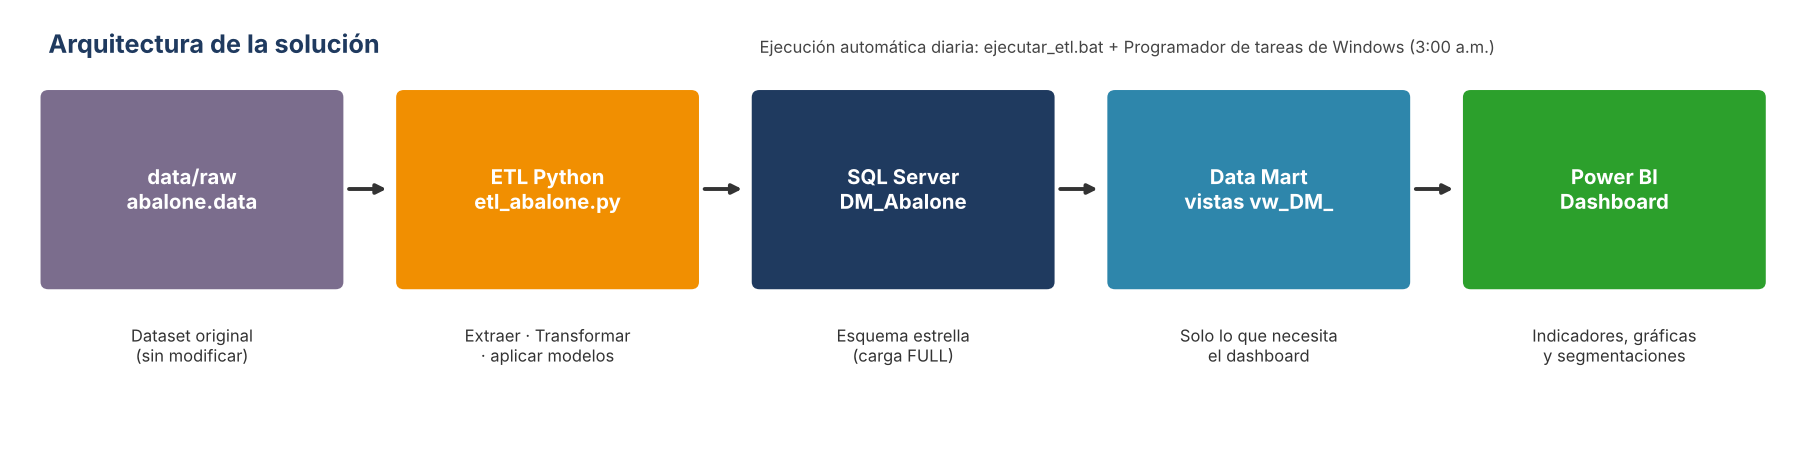 Arquitectura de la solución
Ejecución automática diaria: ejecutar_etl.bat + Programador de tareas de Windows (3:00 a.m.)
data/raw
abalone.data
ETL Python
etl_abalone.py
SQL Server
DM_Abalone
Data Mart
vistas vw_DM_
Power BI
Dashboard
Dataset original
(sin modificar)
Extraer · Transformar
· aplicar modelos
Esquema estrella
(carga FULL)
Solo lo que necesita
el dashboard
Indicadores, gráficas
y segmentaciones